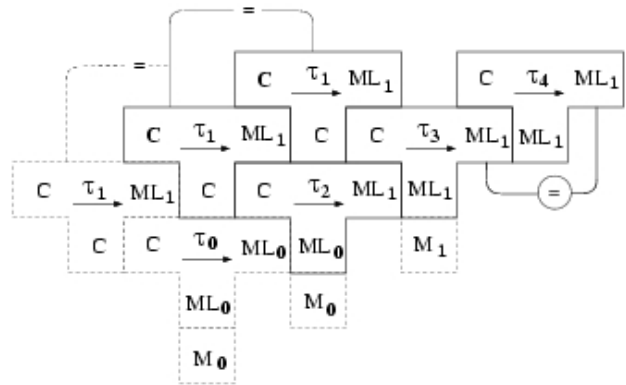 =
=
C τ₁ ML₁ C τ₄ ML₁
C τ₁ ML₁ C C τ₃ ML₁ ML₁
C τ₁ ML₁ C C τ₂ ML₁ ML₁ =
C C τ₀ ML₀ ML₀ M₁
ML₀ M₀
M₀